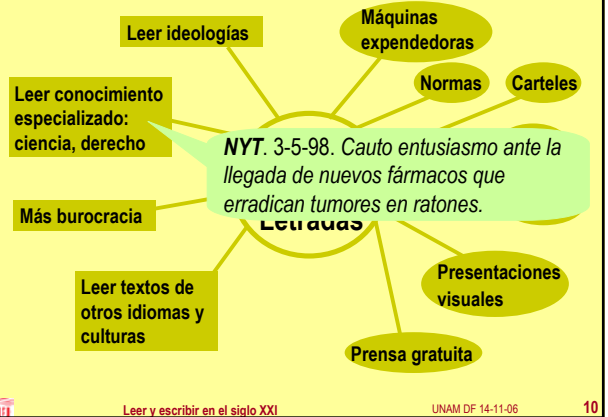 Leer ideologías
Máquinas
expendedoras
Normas
Carteles
Leer conocimiento
especializado:
ciencia, derecho
NYT. 3-5-98. Cauto entusiasmo ante la
llegada de nuevos fármacos que
erradican tumores en ratones.
Letradas
Más burocracia
Leer textos de
otros idiomas y
culturas
Presentaciones
visuales
Prensa gratuita
Leer y escribir en el siglo XXI
UNAM DF 14-11-06
10